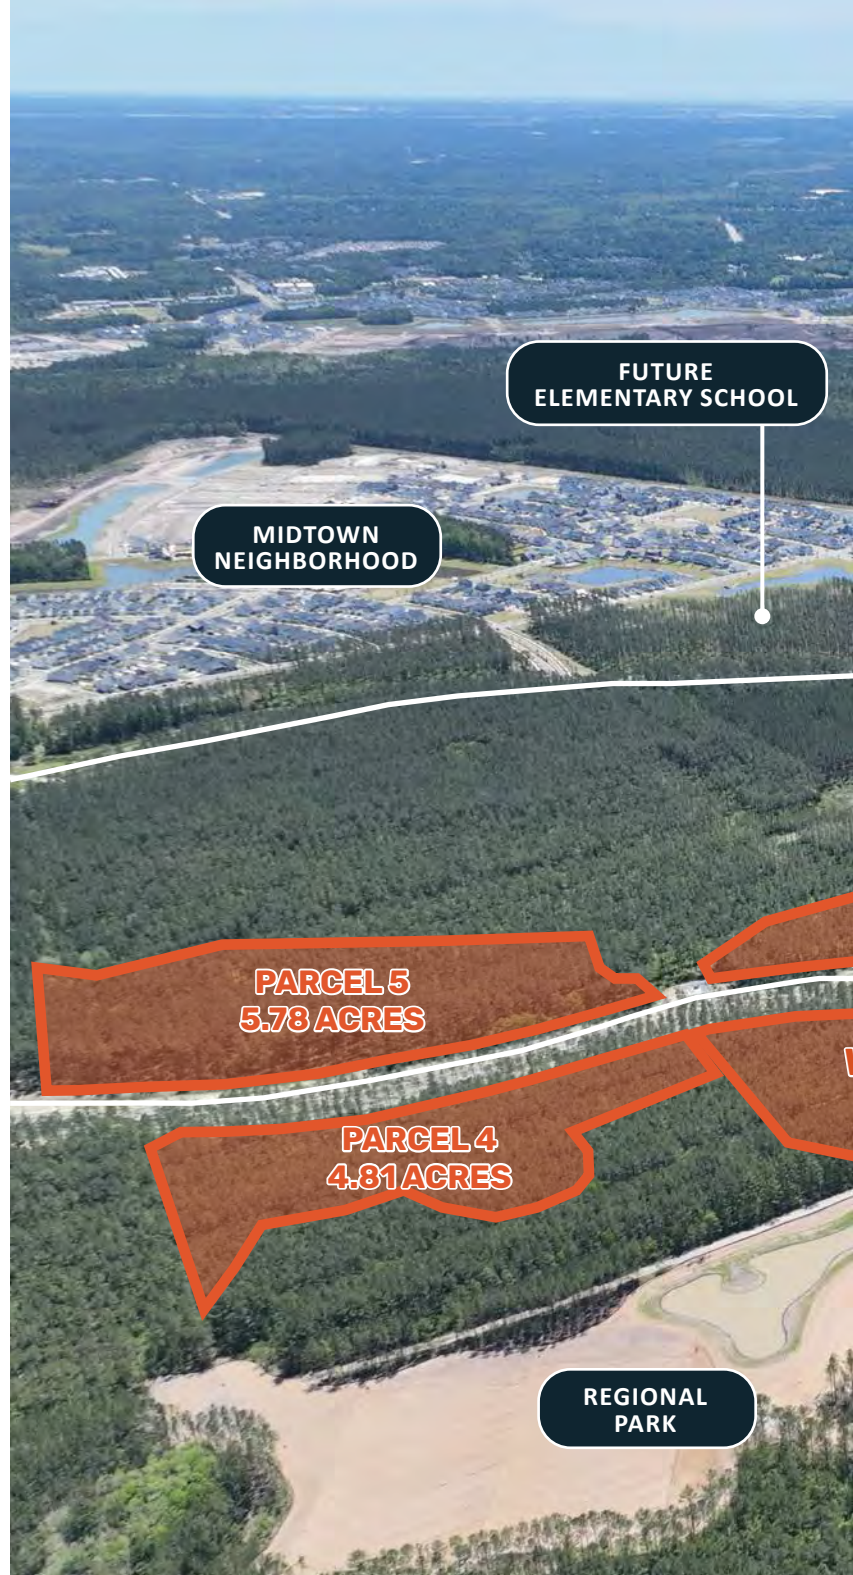 FUTURE
ELEMENTARY SCHOOL
MIDTOWN
NEIGHBORHOOD
PARCEL 5
5.78 ACRES
PARCEL 4
4.81 ACRES
REGIONAL
PARK